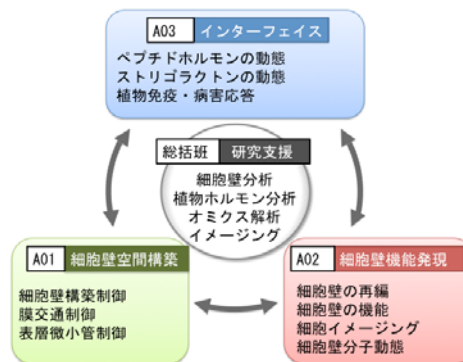 A03 インターフェイス
ペプチドホルモンの動態
ストリゴラクトンの動態
植物免疫・病害応答
総括班 研究支援
細胞壁分析
植物ホルモン分析
オミクス解析
イメージング
A01 細胞壁空間構築
細胞壁構築制御
膜交通制御
表層微小管制御
A02 細胞壁機能発現
細胞壁の再編
細胞壁の機能
細胞イメージング
細胞壁分子動態